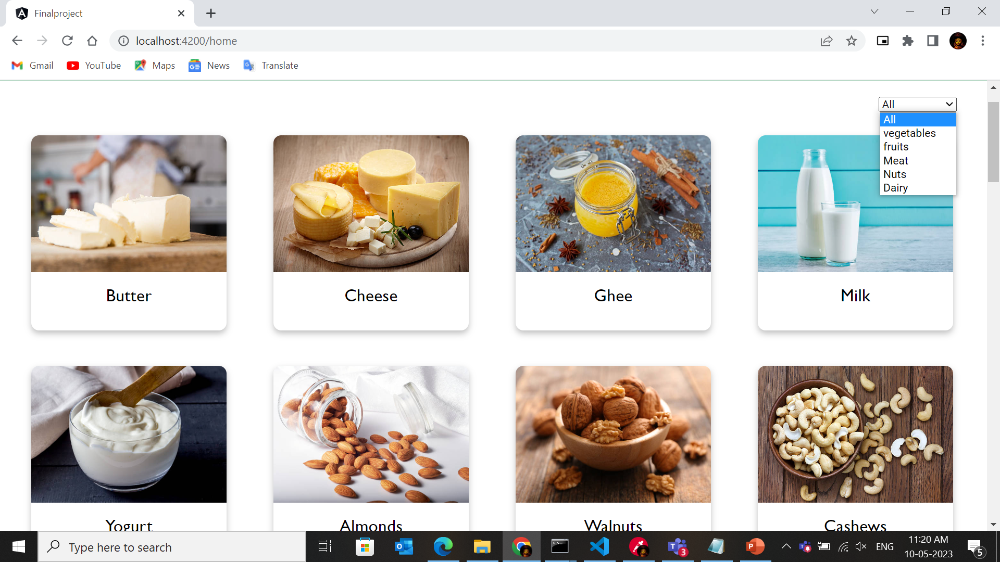 Finalproject
localhost:4200/home
Gmail YouTube Maps News Translate
All
All
vegetables
fruits
Meat
Nuts
Dairy
Butter Cheese Ghee Milk
Yogurt Almonds Walnuts Cashews
Type here to search
3
ENG
11:20 AM
10-05-2023
5